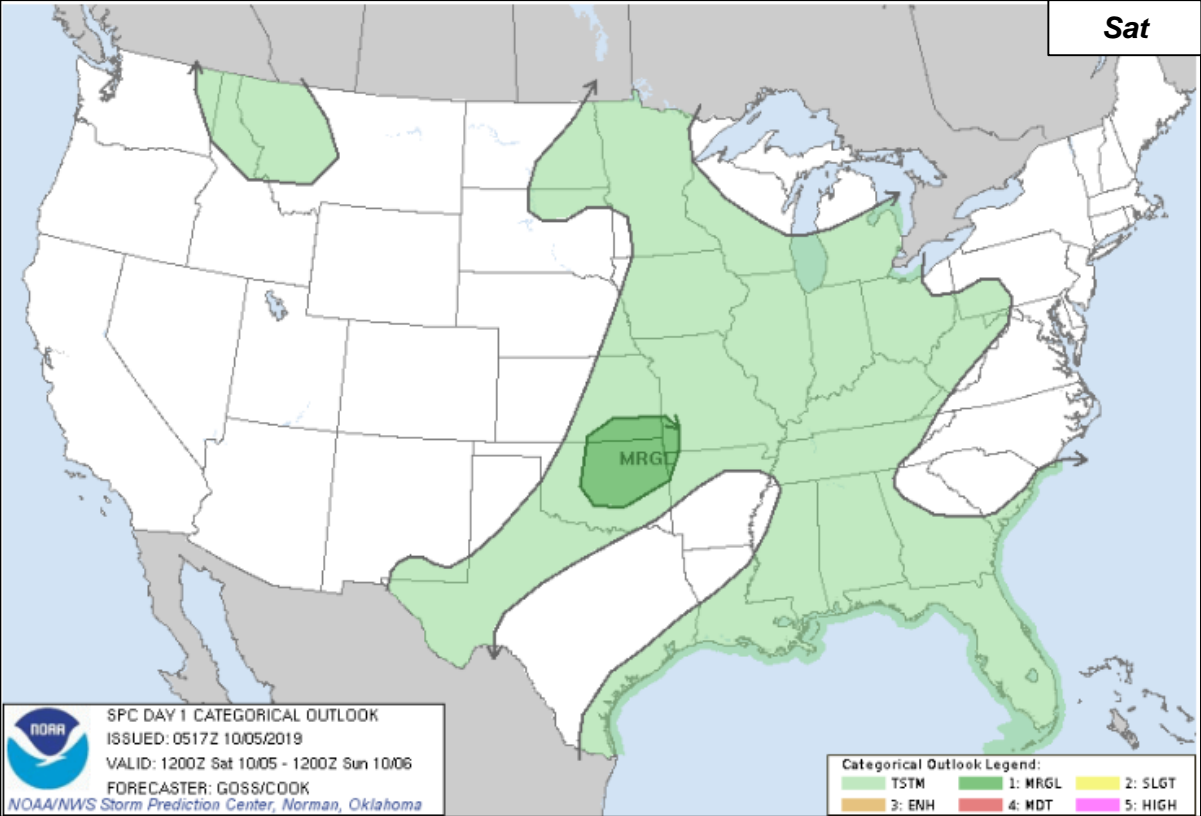 Sat
MRGL
NOAA
SPC DAY 1 CATEGORICAL OUTLOOK
ISSUED: 0517Z 10/05/2019
VALID: 1200Z Sat 10/05 - 1200Z Sun 10/06
FORECASTER: GOSS/COOK
NOAA/NWS Storm Prediction Center, Norman, Oklahoma
Categorical Outlook Legend:
TSTM 1: MRGL 2: SLGT
3: ENH 4: MDT 5: HIGH